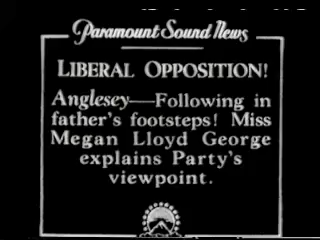 Paramount Sound News
LIBERAL OPPOSITION!
Anglesey—Following in
father's footsteps! Miss
Megan Lloyd George
explains Party's
viewpoint.